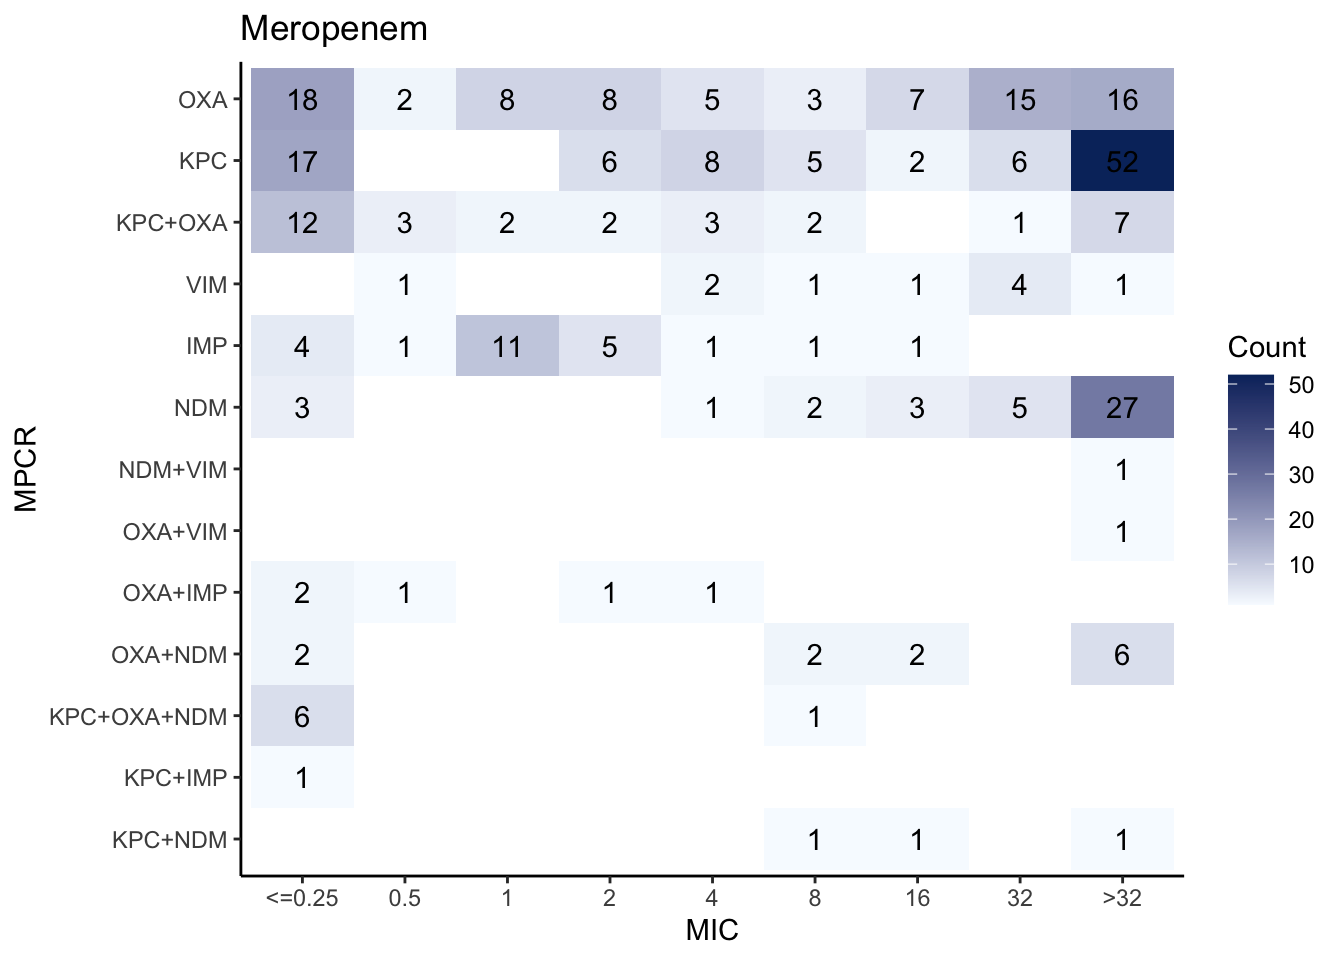 Meropenem
OXA 18 2 8 8 5 3 7 15 16
KPC 17 6 8 5 2 6 52
KPC+OXA 12 3 2 2 3 2 1 7
VIM 1 2 1 1 4 1
IMP 4 1 11 5 1 1 1
NDM 3 1 2 3 5 27
NDM+VIM 1
OXA+VIM 1
OXA+IMP 2 1 1 1
OXA+NDM 2 2 2 6
KPC+OXA+NDM 6 1
KPC+IMP 1
KPC+NDM 1 1 1
<=0.25 0.5 1 2 4 8 16 32 >32
MIC
MPCR
Count
50
40
30
20
10